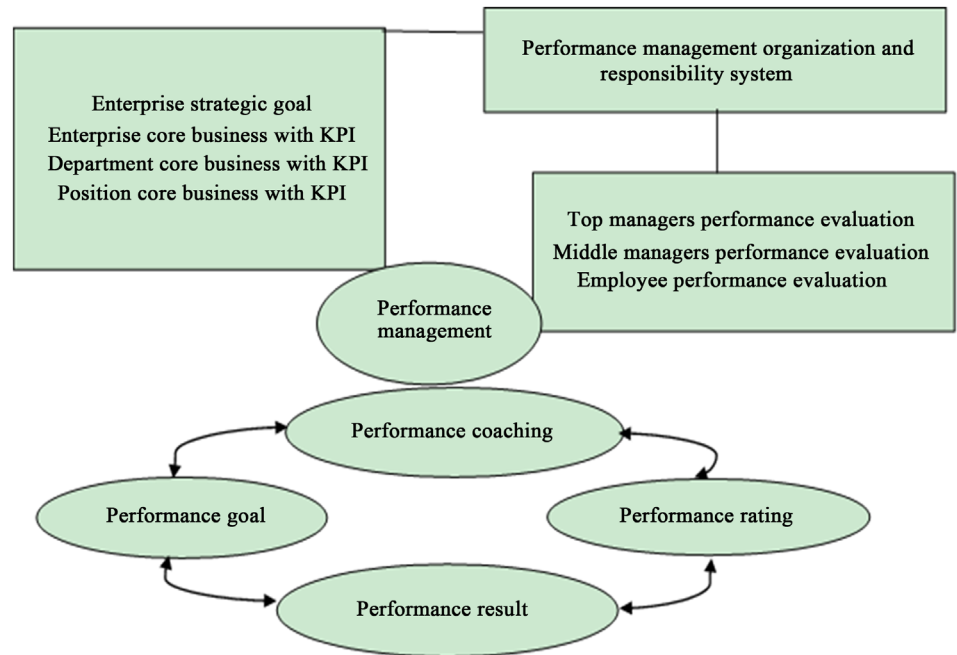 Performance management organization and
responsibility system
Enterprise strategic goal
Enterprise core business with KPI
Department core business with KPI
Position core business with KPI
Top managers performance evaluation
Middle managers performance evaluation
Employee performance evaluation
Performance
management
Performance coaching
Performance goal
Performance rating
Performance result